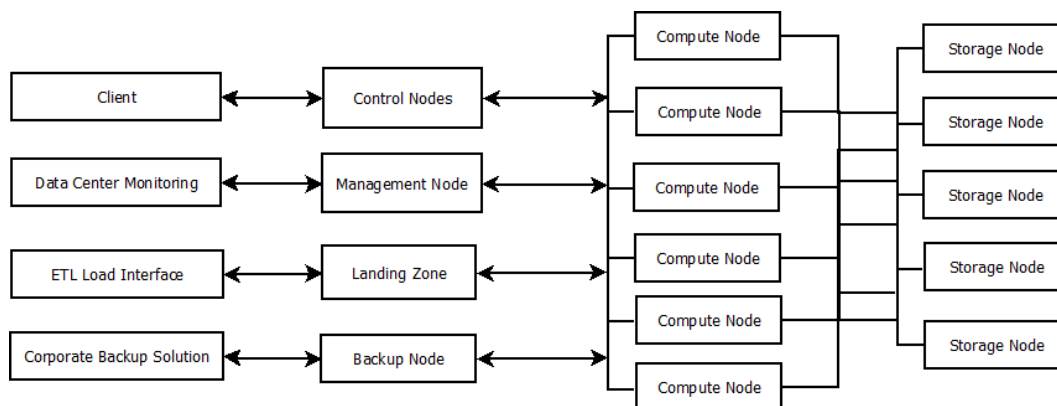 Client
Control Nodes
Data Center Monitoring
Management Node
ETL Load Interface
Landing Zone
Corporate Backup Solution
Backup Node
Compute Node
Compute Node
Compute Node
Compute Node
Compute Node
Compute Node
Storage Node
Storage Node
Storage Node
Storage Node
Storage Node